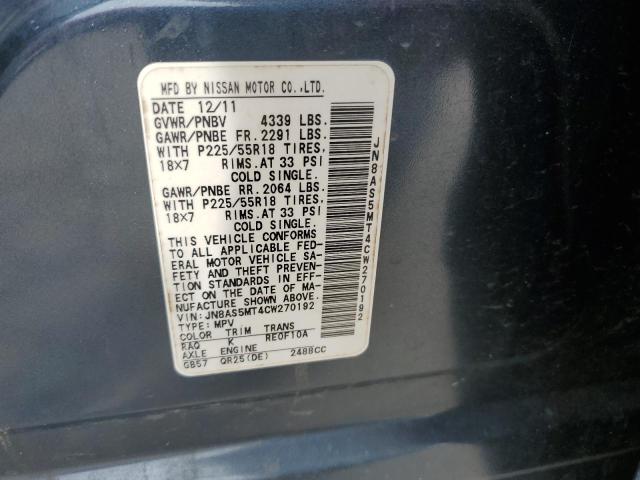 MFD BY NISSAN MOTOR CO.,LTD.
DATE 12/11
GVWR/PNBV 4339 LBS.
GAWR/PNBE FR. 2291 LBS.
WITH P225/55R18 TIRES,
18X7 RIMS.AT 33 PSI
COLD SINGLE.
GAWR/PNBE RR. 2064 LBS.
WITH P225/55R18 TIRES,
18X7 RIMS.AT 33 PSI
COLD SINGLE.
THIS VEHICLE CONFORMS
TO ALL APPLICABLE FED-
ERAL MOTOR VEHICLE SA-
FETY AND THEFT PREVEN-
TION STANDARDS IN EFF-
ECT ON THE DATE OF MA-
NUFACTURE SHOWN ABOVE.
VIN:JN8AS5MT4CW270192
TYPE:MPV
COLOR TRIM TRANS
RAQ K RE0F10A
AXLE ENGINE
GB57 QR25(DE) 2488CC
JN8AS5MT4CW270192